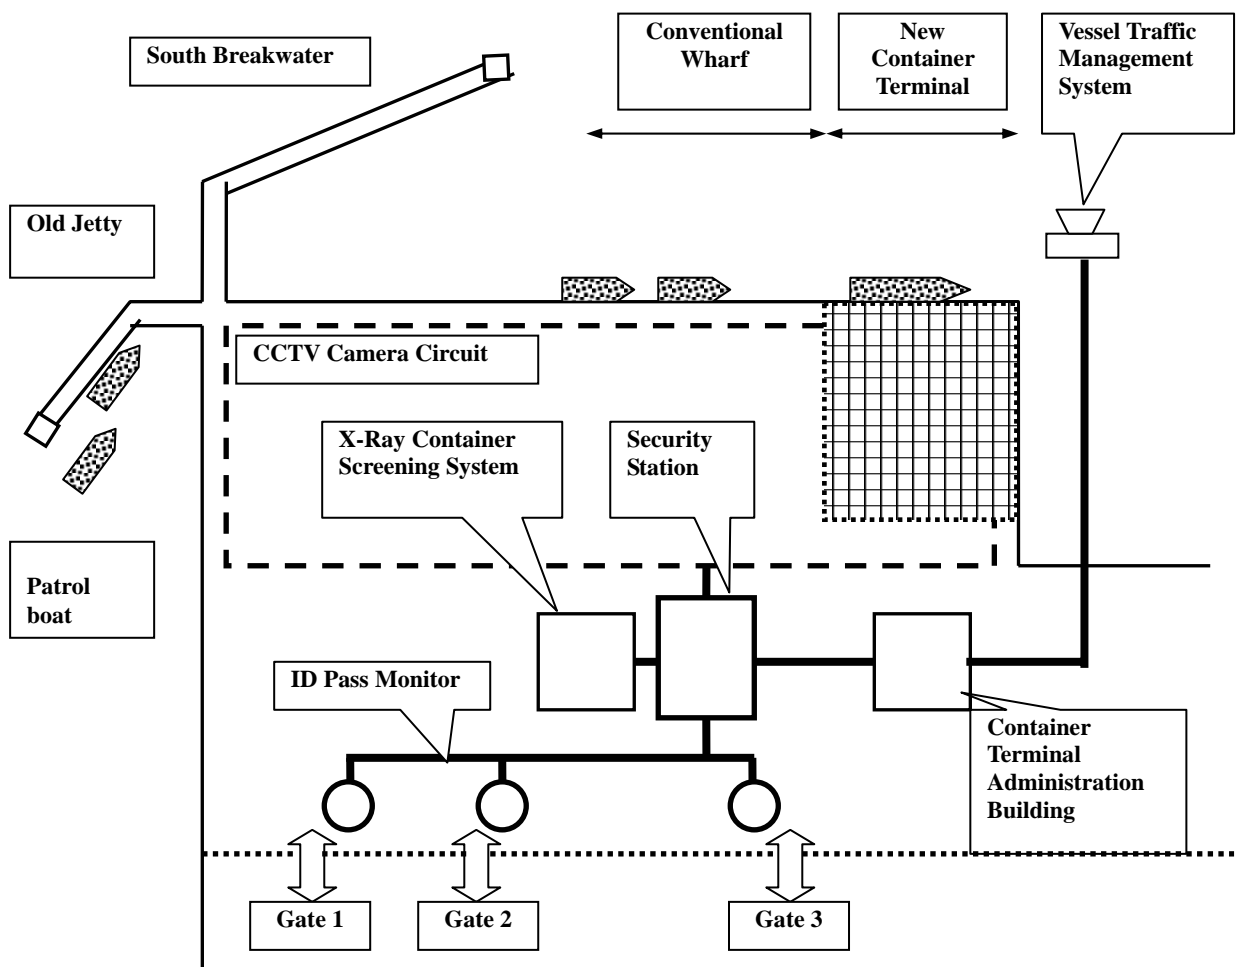 South Breakwater
Conventional
Wharf
New
Container
Terminal
Vessel Traffic
Management
System
Old Jetty
CCTV Camera Circuit
X-Ray Container
Screening System
Security
Station
Patrol
boat
ID Pass Monitor
Container
Terminal
Administration
Building
Gate 1
Gate 2
Gate 3